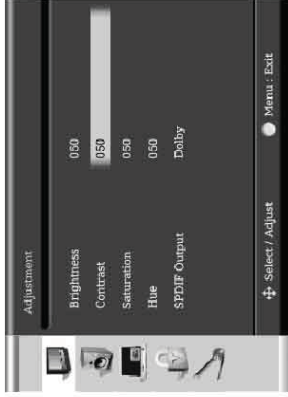 Adjustment
Brightness 050
Contrast 050
Saturation 050
Hue 050
SPDIF Output Dolby
Select / Adjust Menu : Exit